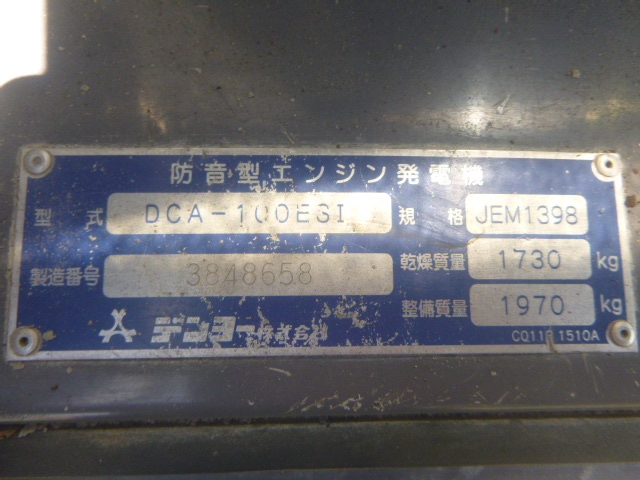 防音型エンジン発電機
型式 DCA-100ESI 規格 JEM1398
製造番号 3848658 乾燥質量 1730 kg
整備質量 1970 kg
デンヨー株式会社
1510A